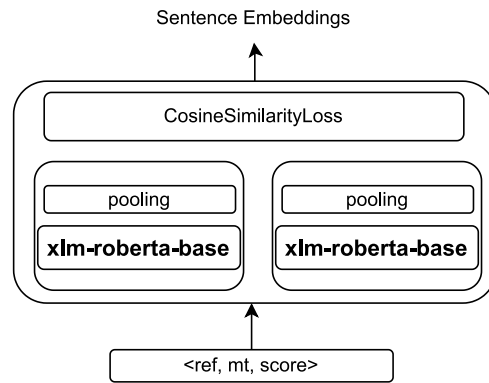 Sentence Embeddings
CosineSimilarityLoss
pooling
pooling
xlm-roberta-base
xlm-roberta-base
<ref, mt, score>